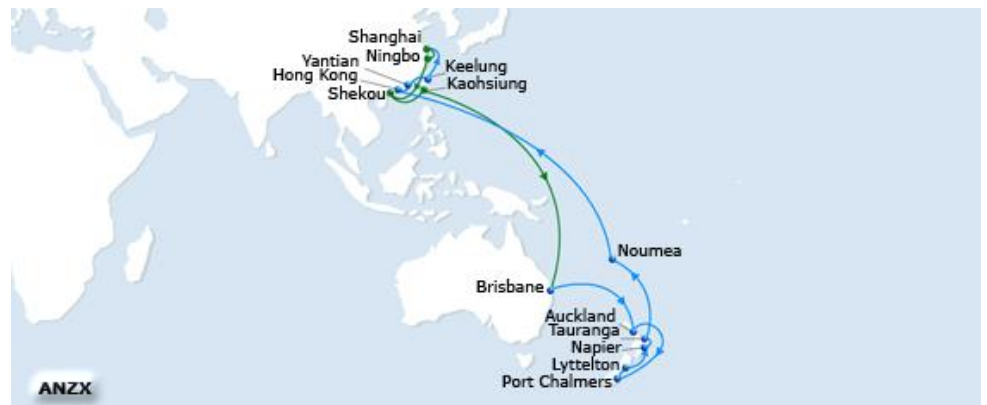 Shanghai
Ningbo
Yantian
Keelung
Hong Kong
Kaohsiung
Shekou
Noumea
Brisbane
Auckland
Tauranga
Napier
Lyttelton
Port Chalmers
ANZX